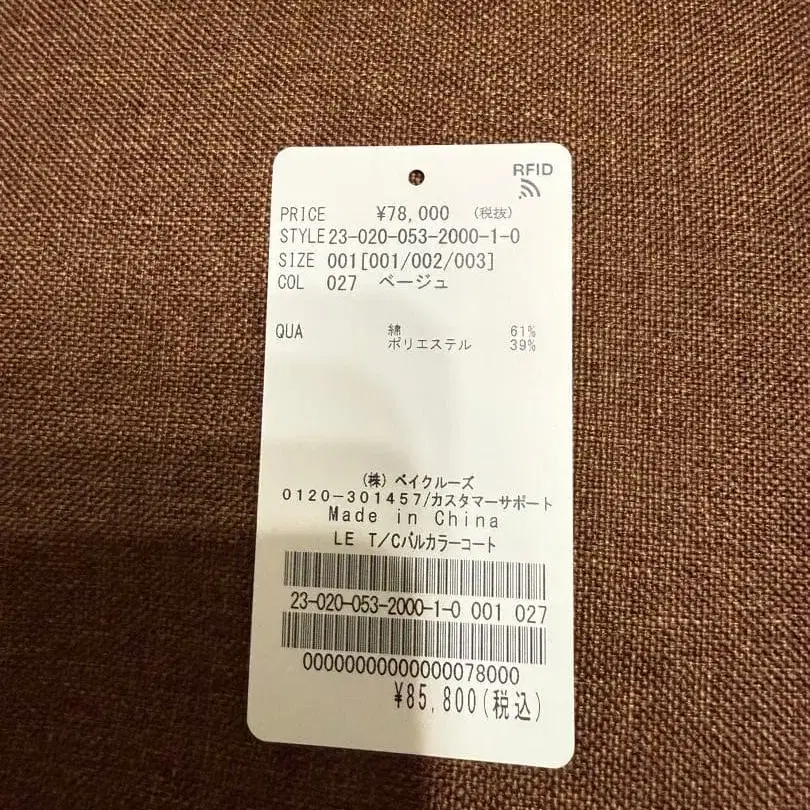 RFID
PRICE ¥78,000 (税抜)
STYLE 23-020-053-2000-1-0
SIZE 001[001/002/003]
COL 027 ベージュ
QUA 綿 61%
ポリエステル 39%
(株) ベイクルーズ
0120-301457/カスタマーサポート
Made in China
LE T/Cバルカラーコート
23-020-053-2000-1-0 001 027
00000000000000078000
¥85,800(税込)